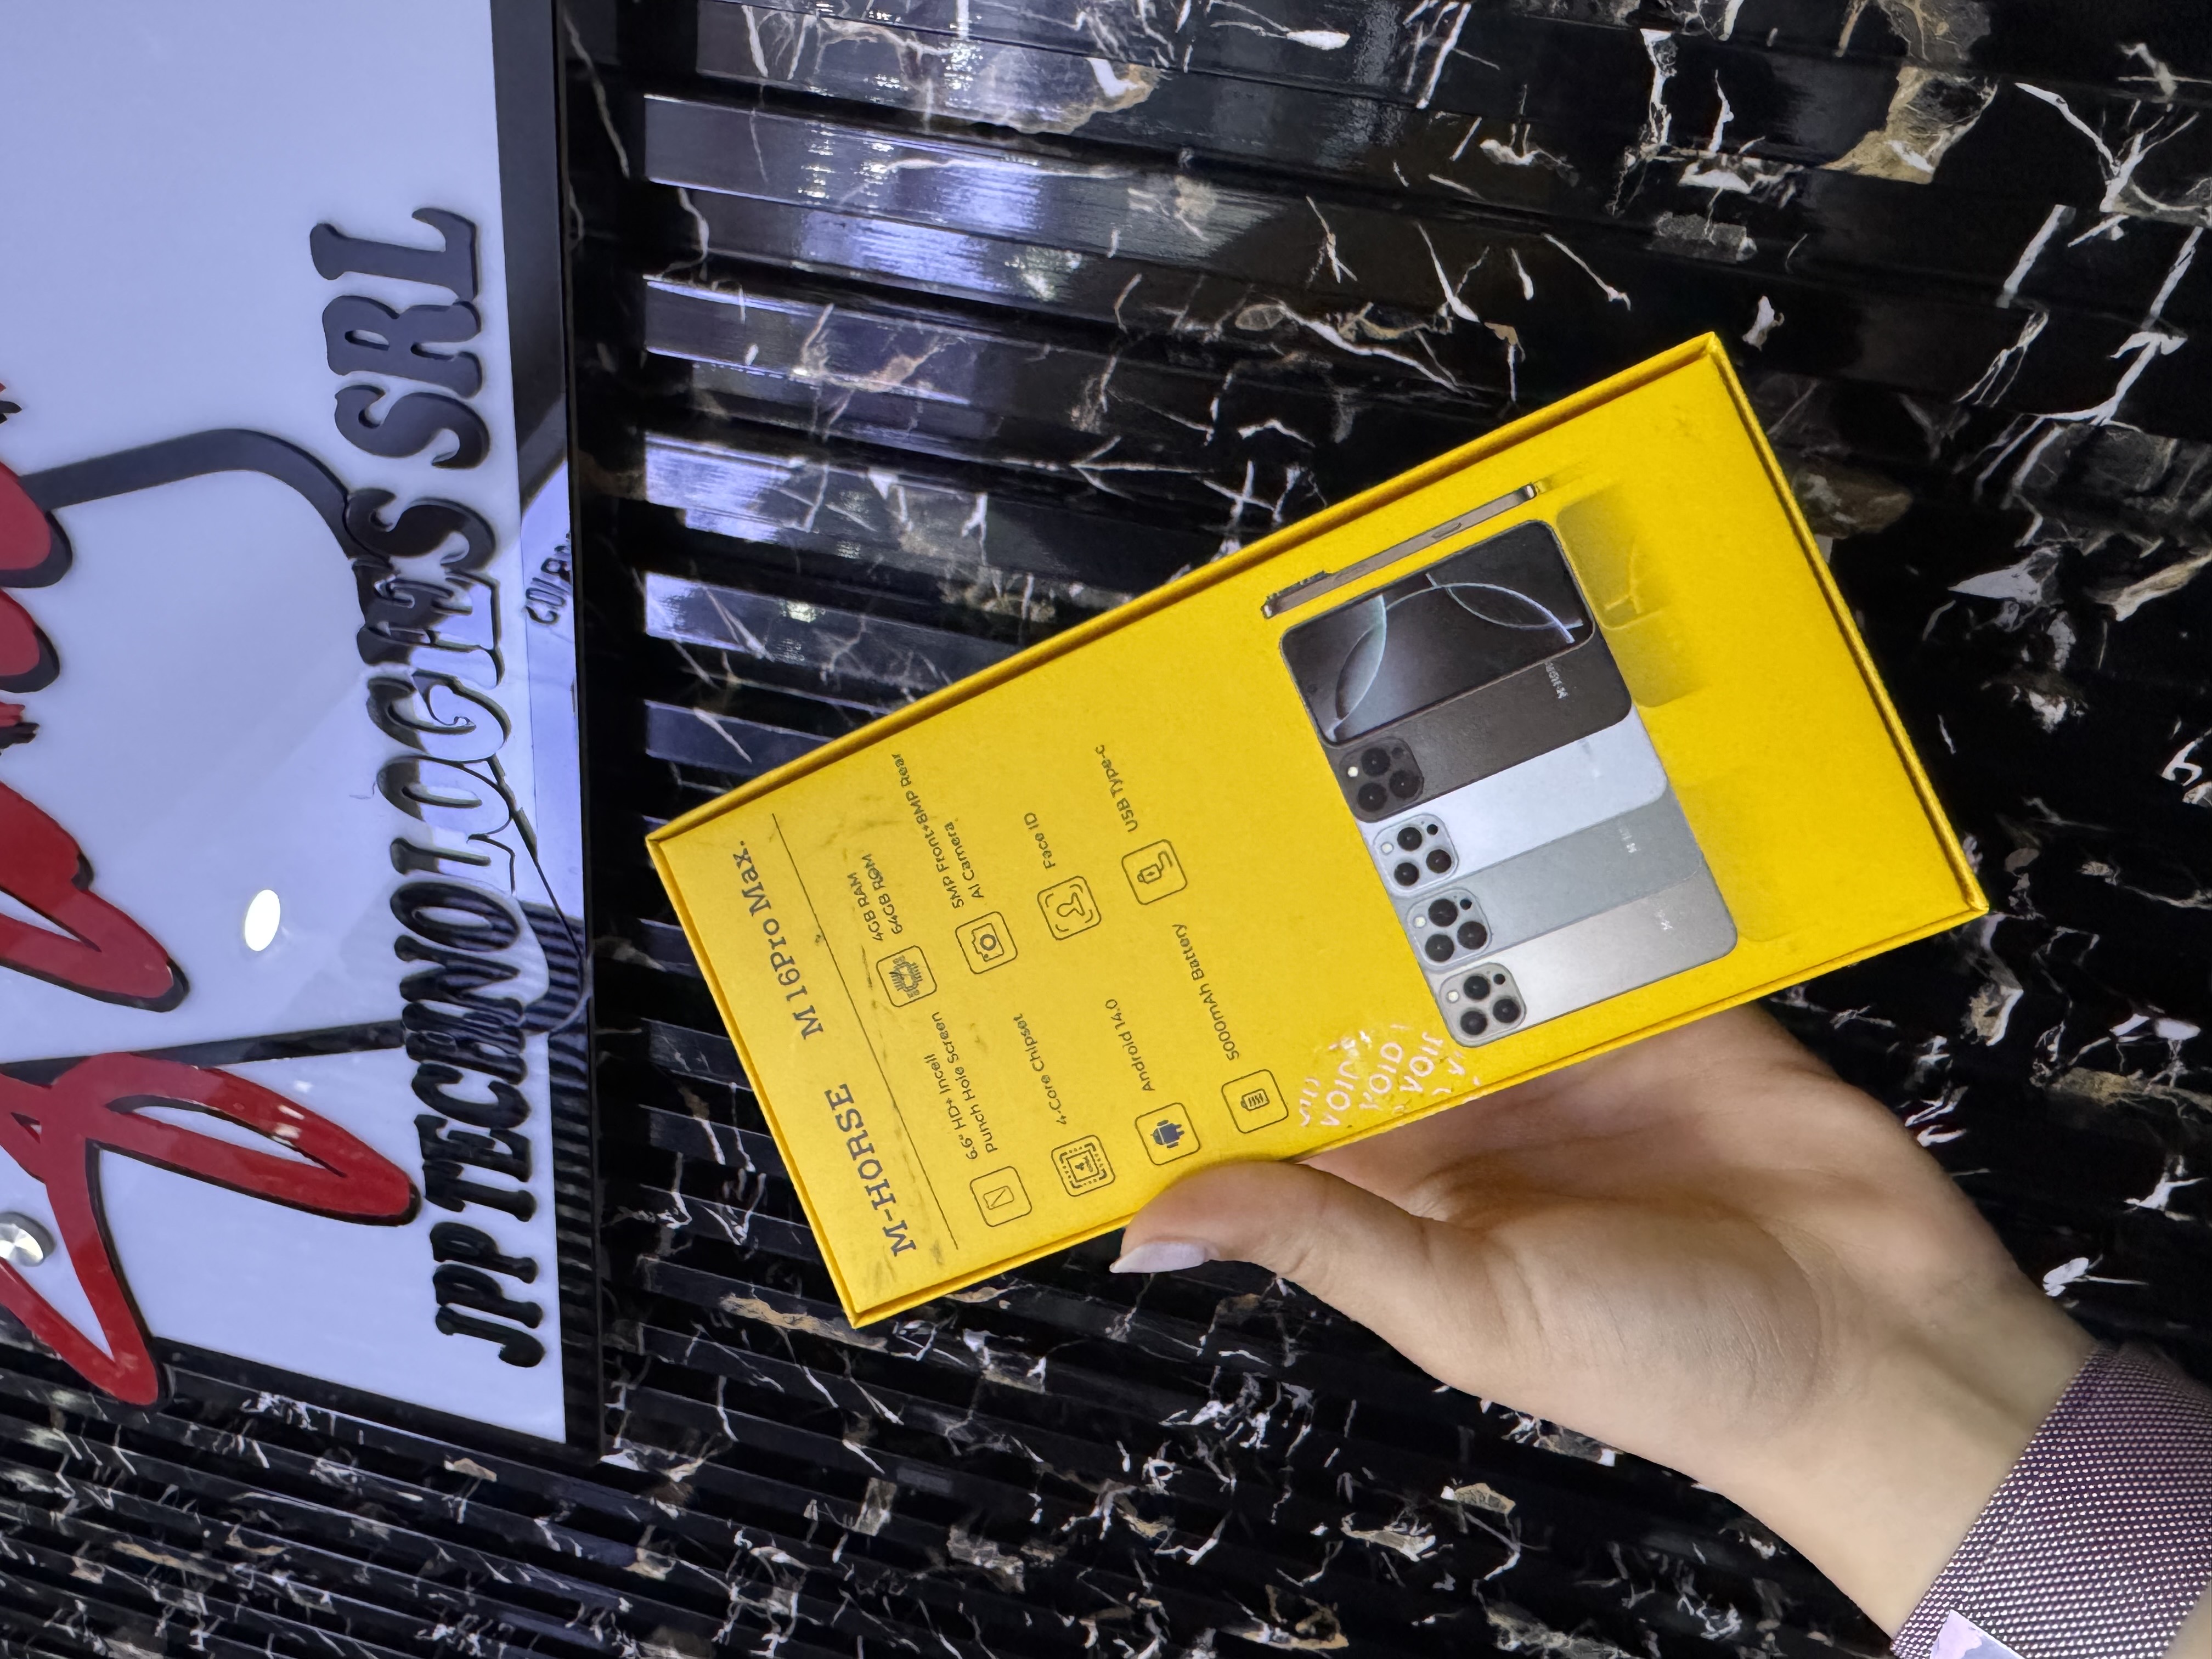 JPP TECHNOLOGIES SRL
M-HORSE M 16Pro Max.
6.6" HD+ Incell
Punch Hole Screen
4GB RAM
64GB ROM
4-Core Chipset
5MP Front+8MP Rear
AI Camera
Android 14.0
Face ID
5000mAh Battery
USB Type-c
VOID
VOID
VOID